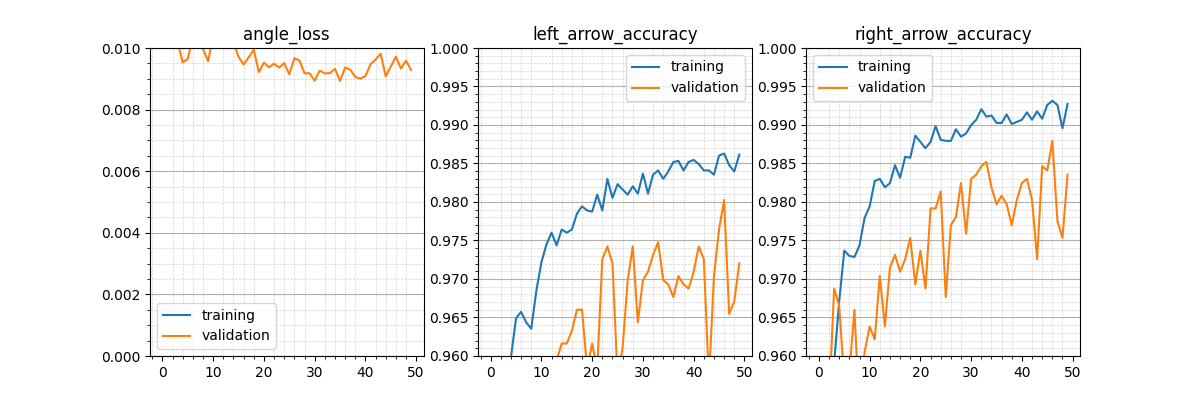 angle_loss
0.010
0.008
0.006
0.004
0.002
0.000
0 10 20 30 40 50
training
validation
left_arrow_accuracy
1.000
0.995
0.990
0.985
0.980
0.975
0.970
0.965
0.960
0 10 20 30 40 50
training
validation
right_arrow_accuracy
1.000
0.995
0.990
0.985
0.980
0.975
0.970
0.965
0.960
0 10 20 30 40 50
training
validation